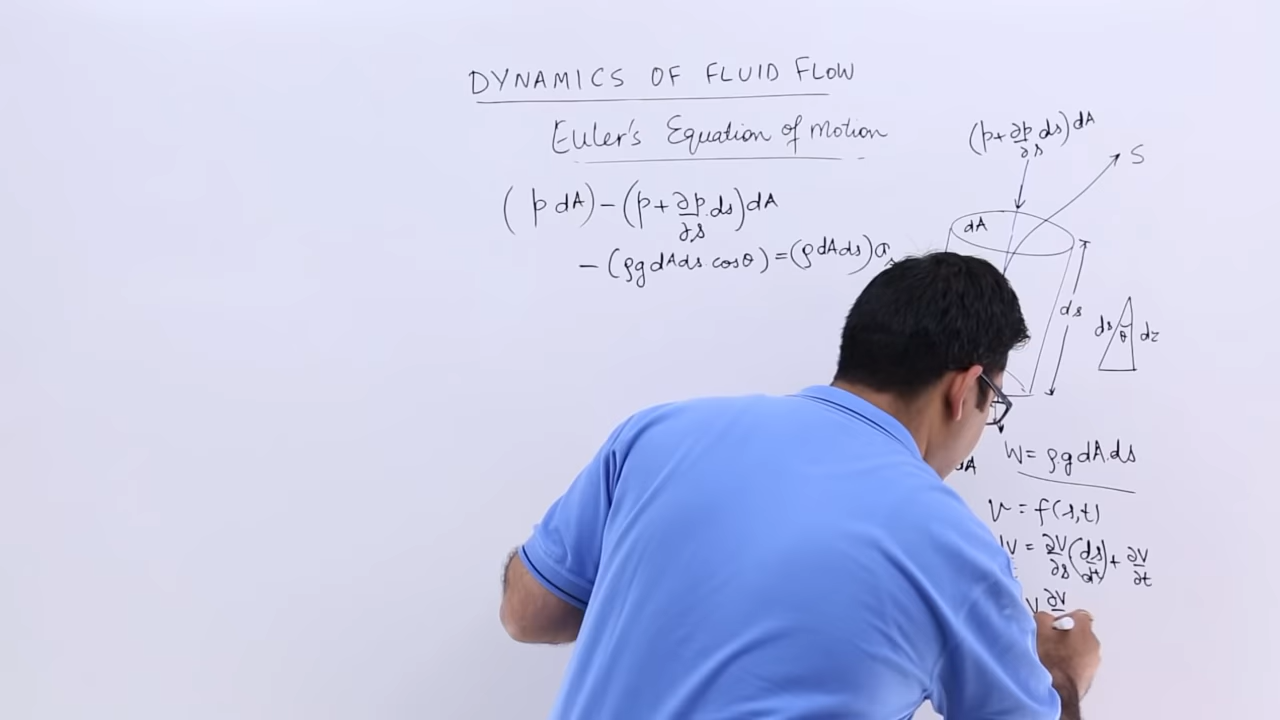 DYNAMICS OF FLUID FLOW
Euler's Equation of Motion
(p dA) - (p + ∂p/∂s . ds) dA
- (ρg dA ds . cosθ) = (ρ dA ds) a
(p + ∂p/∂s ds) dA
S
dA
ds
ds θ dz
dA
W = ρ.g dA.ds
V = f(s,t)
dV = ∂V/∂s (ds/dt) + ∂V/∂t
V ∂V